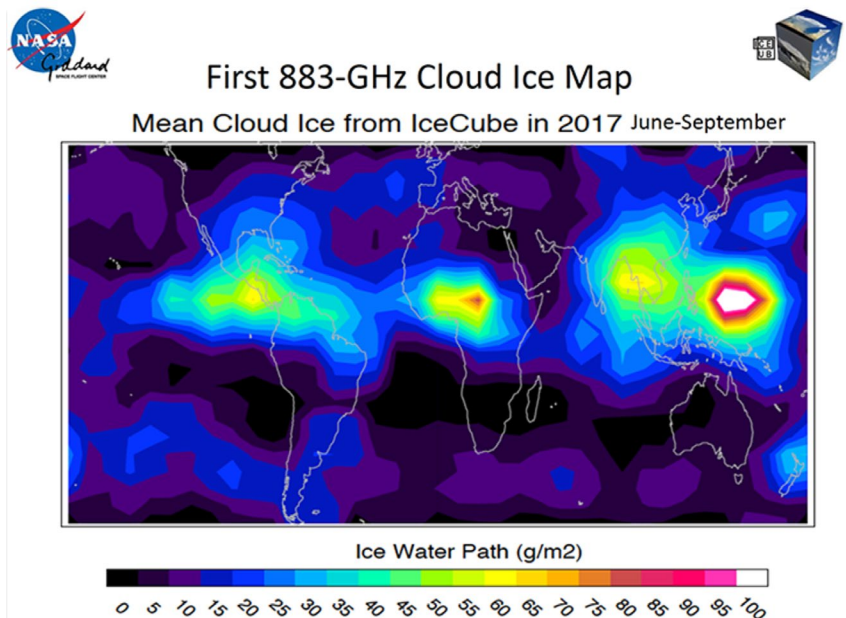 NASA
Goddard
SPACE FLIGHT CENTER
ICE
UB
First 883-GHz Cloud Ice Map
Mean Cloud Ice from IceCube in 2017 June-September
Ice Water Path (g/m2)
0 5 10 15 20 25 30 35 40 45 50 55 60 65 70 75 80 85 90 95 100